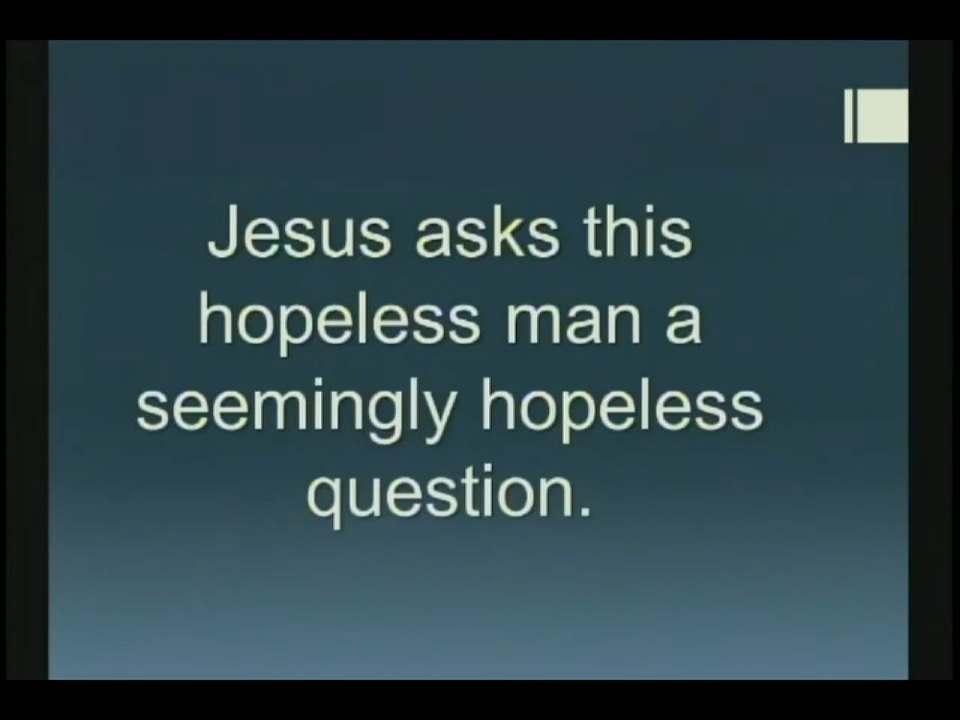 Jesus asks this
hopeless man a
seemingly hopeless
question.